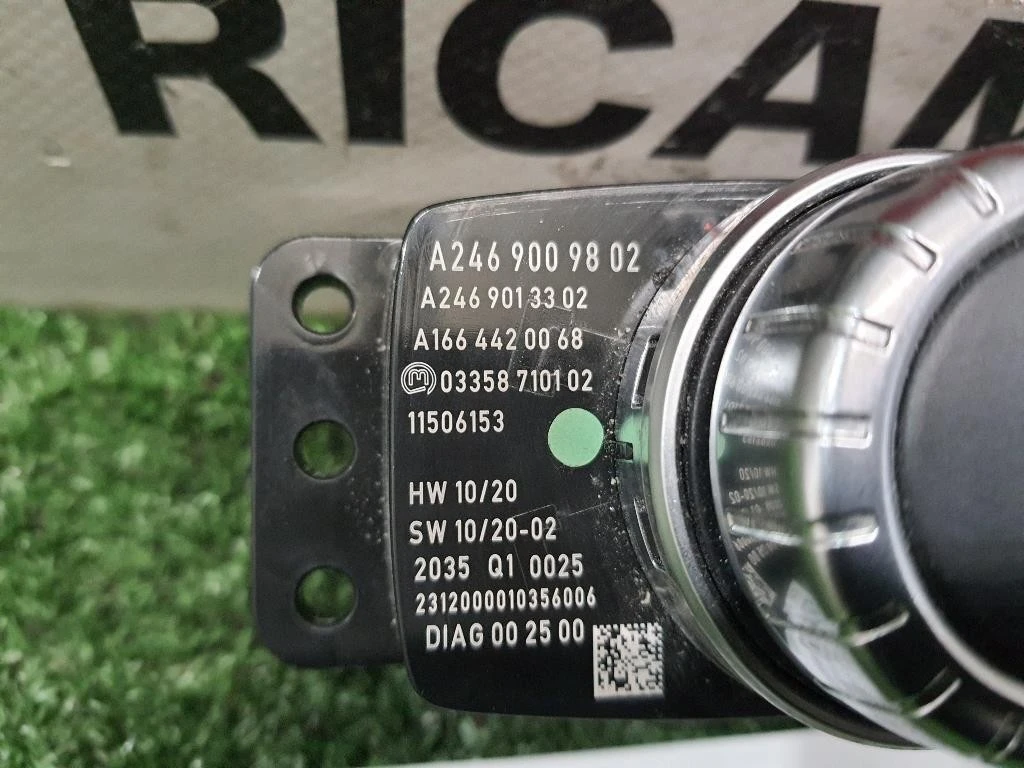 RICAM
A246 900 98 02
A246 901 33 02
A166 442 00 68
03358 7101 02
11506153
HW 10/20
SW 10/20-02
2035 Q1 0025
2312000010356006
DIAG 00 25 00